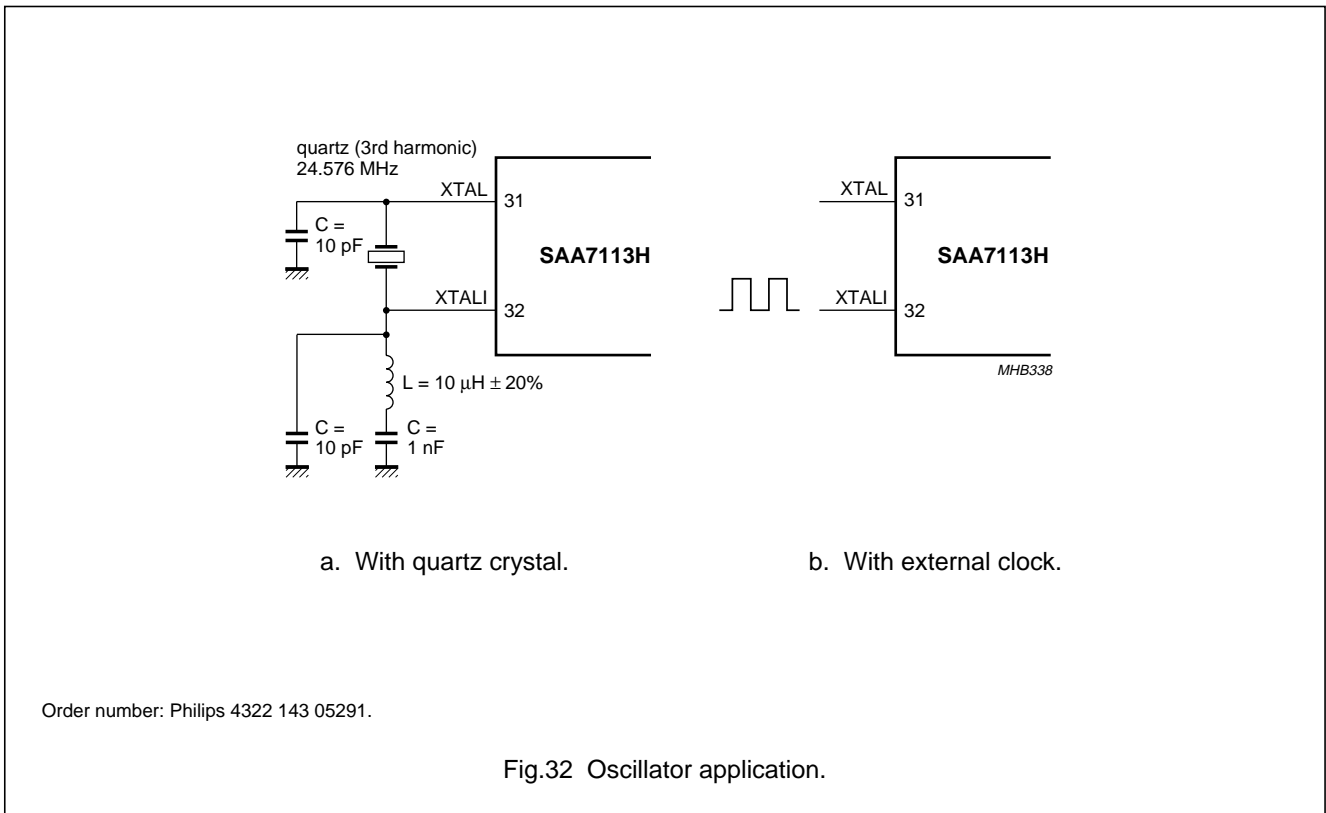 quartz (3rd harmonic)
24.576 MHz
XTAL
31
C =
10 pF
SAA7113H
XTALI
32
L = 10 μH ± 20%
C =
10 pF
C =
1 nF
XTAL
31
SAA7113H
XTALI
32
MHB338
a. With quartz crystal.
b. With external clock.
Order number: Philips 4322 143 05291.
Fig.32 Oscillator application.